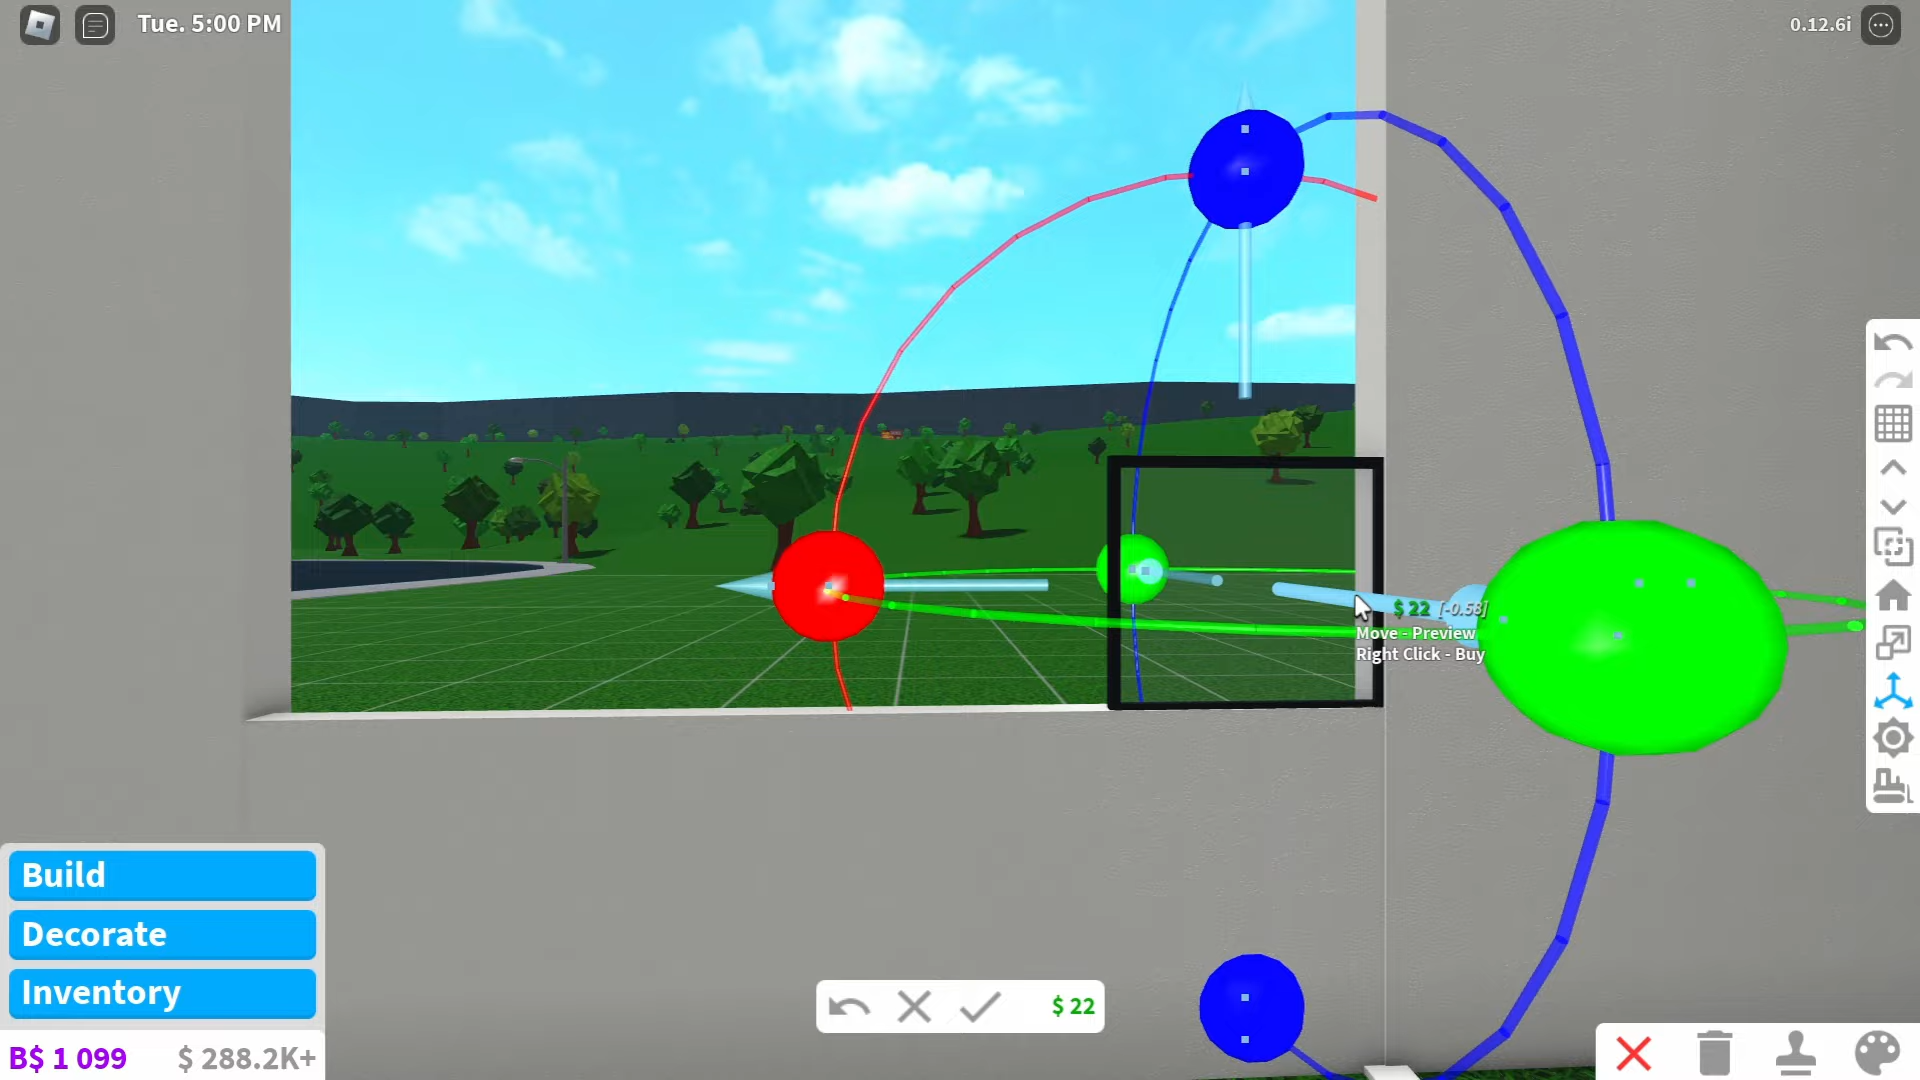 Tue. 5:00 PM
0.12.6i
$ 22 [-0.58]
Move - Preview
Right Click - Buy
Build
Decorate
Inventory
$ 22
B$ 1 099 $ 288.2K+